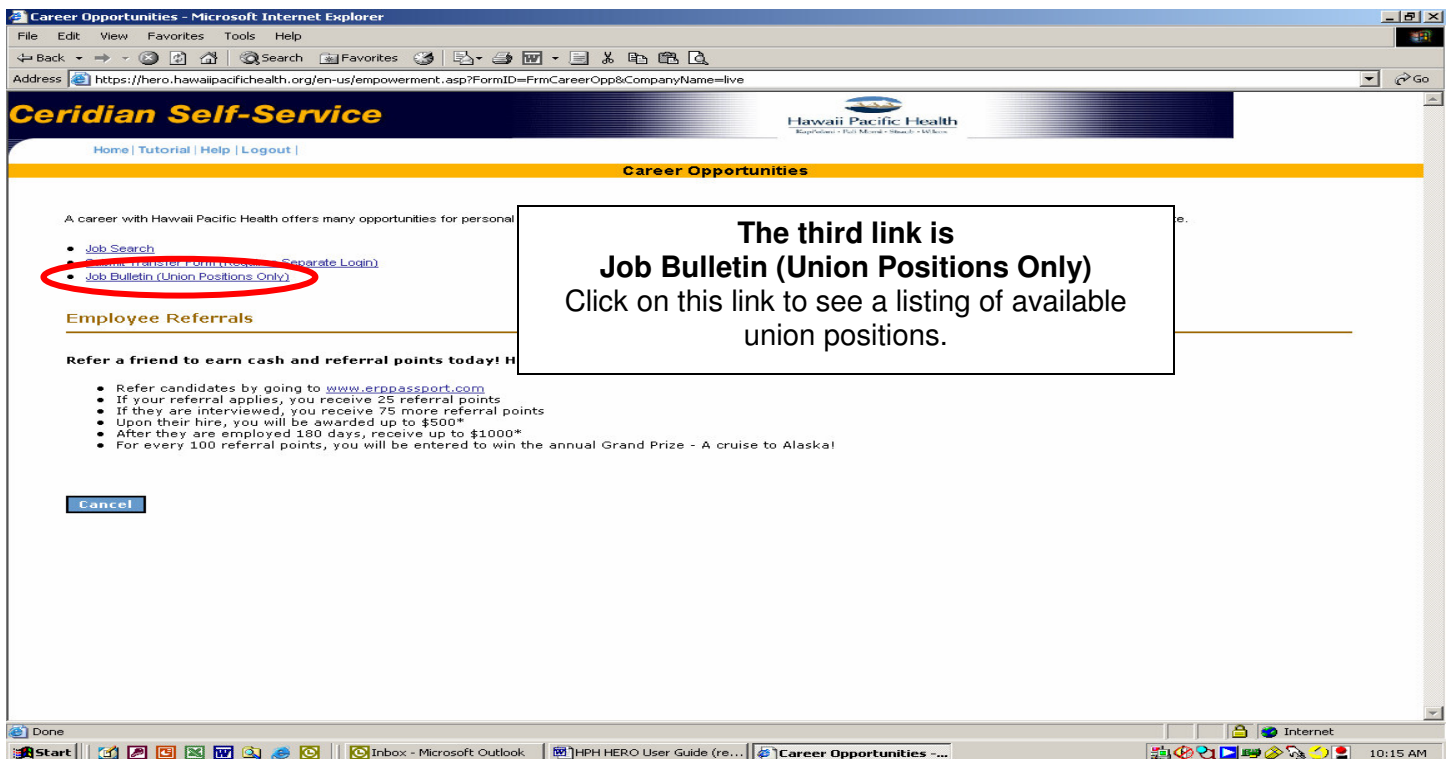 Career Opportunities - Microsoft Internet Explorer
File Edit View Favorites Tools Help
Back Search Favorites
Address https://hero.hawaiipacifichealth.org/en-us/empowerment.asp?FormID=FrmCareerOpp&CompanyName=live Go
Ceridian Self-Service
Hawaii Pacific Health
Home | Tutorial | Help | Logout |
Career Opportunities
A career with Hawaii Pacific Health offers many opportunities for personal
The third link is
Job Bulletin (Union Positions Only)
Click on this link to see a listing of available
union positions.
• Job Search
• Submit Transfer Form (Requires Separate Login)
• Job Bulletin (Union Positions Only)
Employee Referrals
Refer a friend to earn cash and referral points today! H
• Refer candidates by going to www.erppassport.com
• If your referral applies, you receive 25 referral points
• If they are interviewed, you receive 75 more referral points
• Upon their hire, you will be awarded up to $500*
• After they are employed 180 days, receive up to $1000*
• For every 100 referral points, you will be entered to win the annual Grand Prize - A cruise to Alaska!
Cancel
Done Internet
Start Inbox - Microsoft Outlook HPH HERO User Guide (re... Career Opportunities -... 10:15 AM